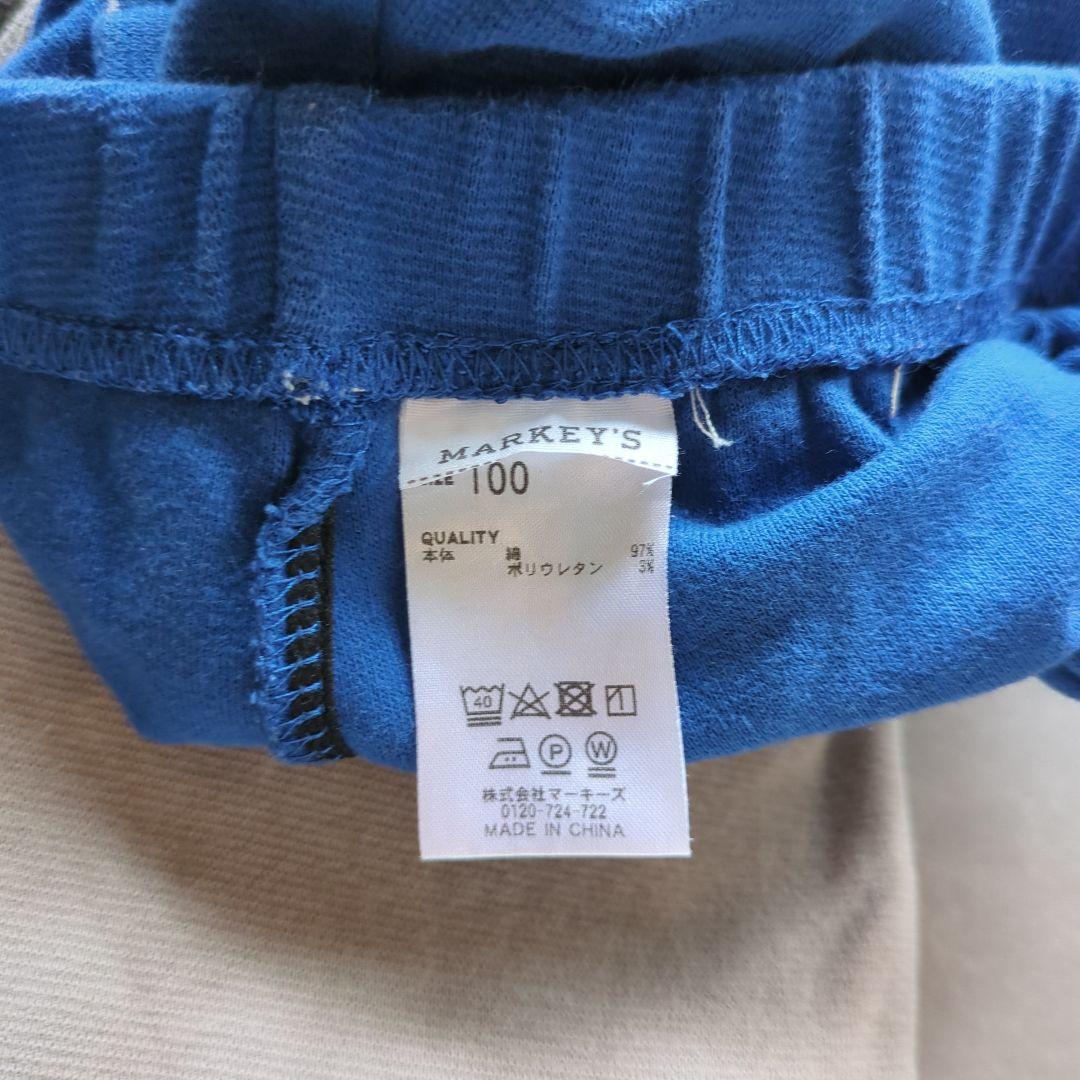 MARKEY'S
100
QUALITY
本体 綿 97%
ポリウレタン 3%
40
P W
株式会社マーキーズ
0120-724-722
MADE IN CHINA